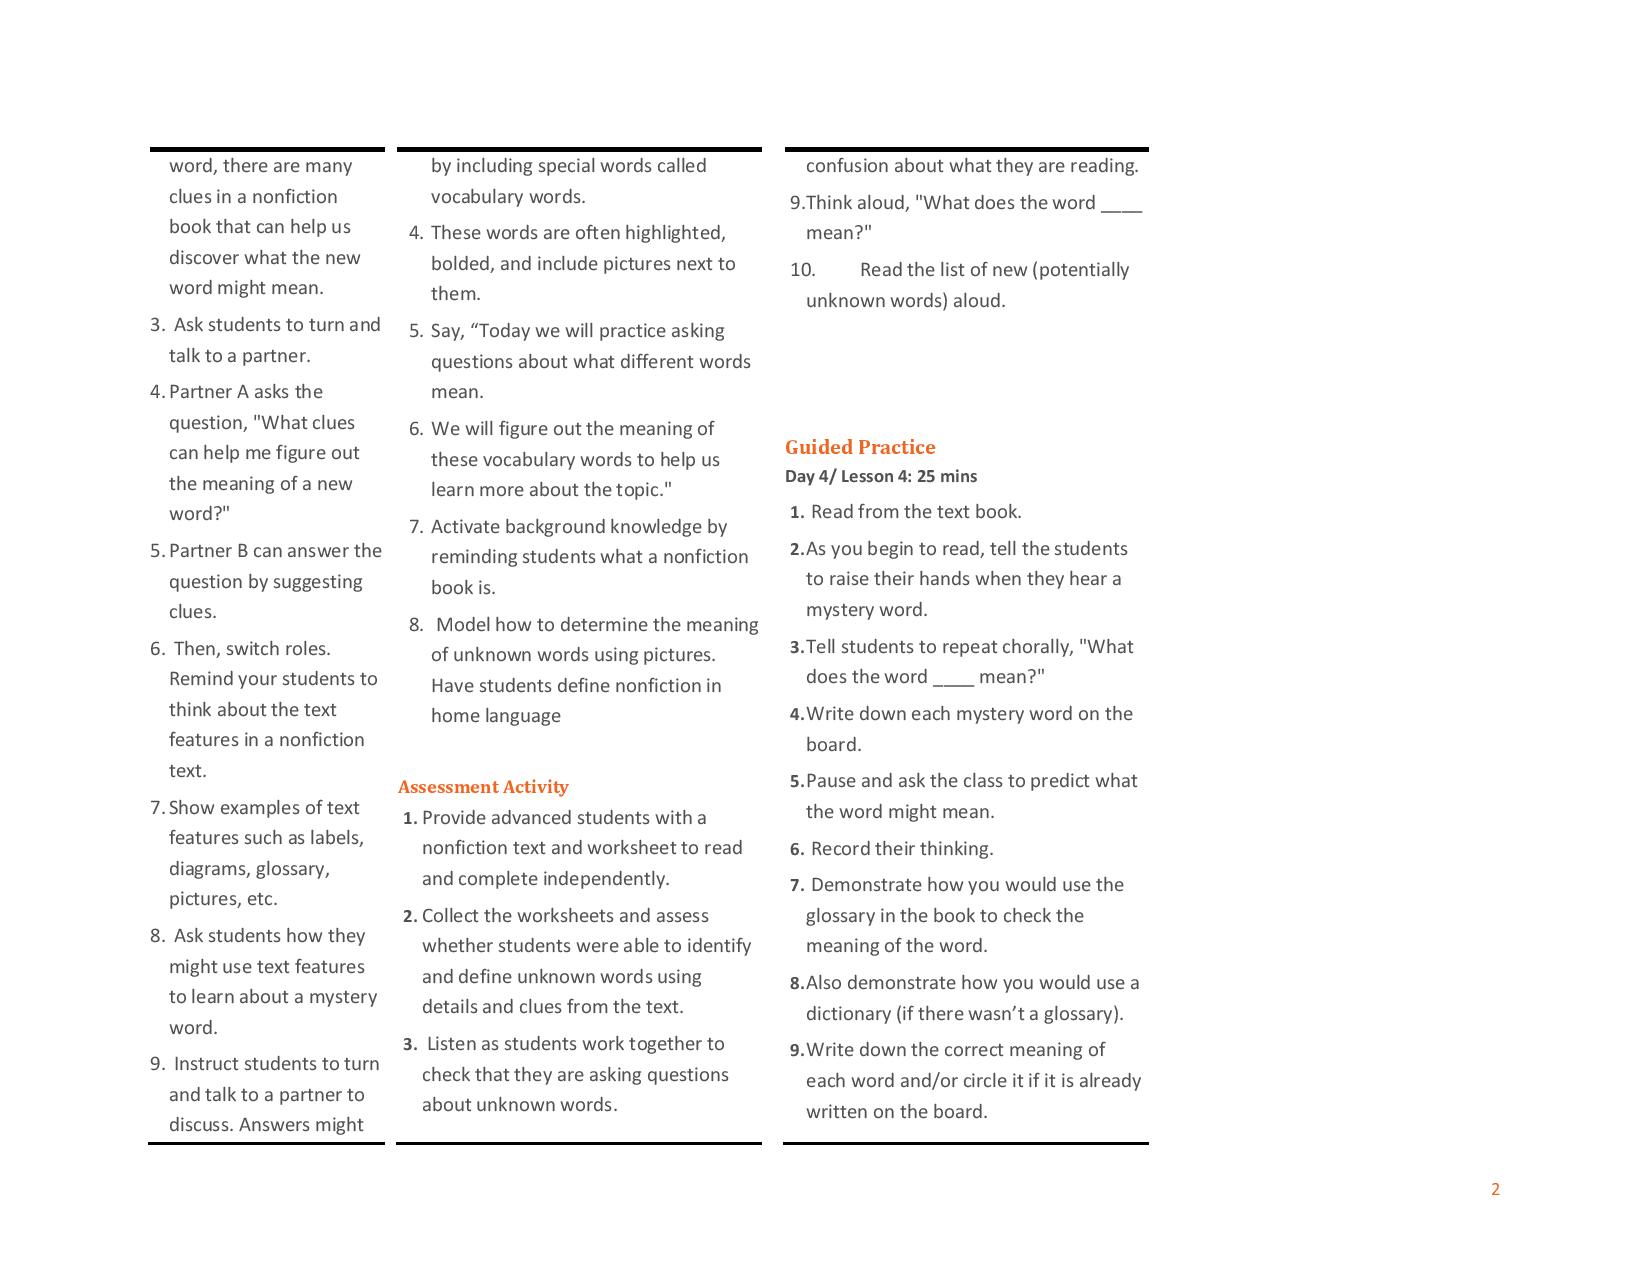 word, there are many
clues in a nonfiction
book that can help us
discover what the new
word might mean.
3. Ask students to turn and
talk to a partner.
4. Partner A asks the
question, "What clues
can help me figure out
the meaning of a new
word?"
5. Partner B can answer the
question by suggesting
clues.
6. Then, switch roles.
Remind your students to
think about the text
features in a nonfiction
text.
7. Show examples of text
features such as labels,
diagrams, glossary,
pictures, etc.
8. Ask students how they
might use text features
to learn about a mystery
word.
9. Instruct students to turn
and talk to a partner to
discuss. Answers might
by including special words called
vocabulary words.
4. These words are often highlighted,
bolded, and include pictures next to
them.
5. Say, “Today we will practice asking
questions about what different words
mean.
6. We will figure out the meaning of
these vocabulary words to help us
learn more about the topic."
7. Activate background knowledge by
reminding students what a nonfiction
book is.
8. Model how to determine the meaning
of unknown words using pictures.
Have students define nonfiction in
home language
Assessment Activity
1. Provide advanced students with a
nonfiction text and worksheet to read
and complete independently.
2. Collect the worksheets and assess
whether students were able to identify
and define unknown words using
details and clues from the text.
3. Listen as students work together to
check that they are asking questions
about unknown words.
confusion about what they are reading.
9.Think aloud, "What does the word ____
mean?"
10. Read the list of new (potentially
unknown words) aloud.
Guided Practice
Day 4/ Lesson 4: 25 mins
1. Read from the text book.
2.As you begin to read, tell the students
to raise their hands when they hear a
mystery word.
3.Tell students to repeat chorally, "What
does the word ____ mean?"
4.Write down each mystery word on the
board.
5.Pause and ask the class to predict what
the word might mean.
6. Record their thinking.
7. Demonstrate how you would use the
glossary in the book to check the
meaning of the word.
8.Also demonstrate how you would use a
dictionary (if there wasn’t a glossary).
9.Write down the correct meaning of
each word and/or circle it if it is already
written on the board.
2